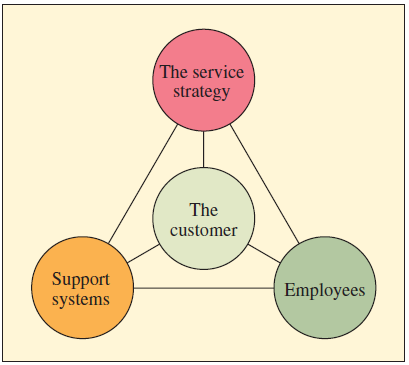 The service
strategy
The
customer
Support
systems
Employees